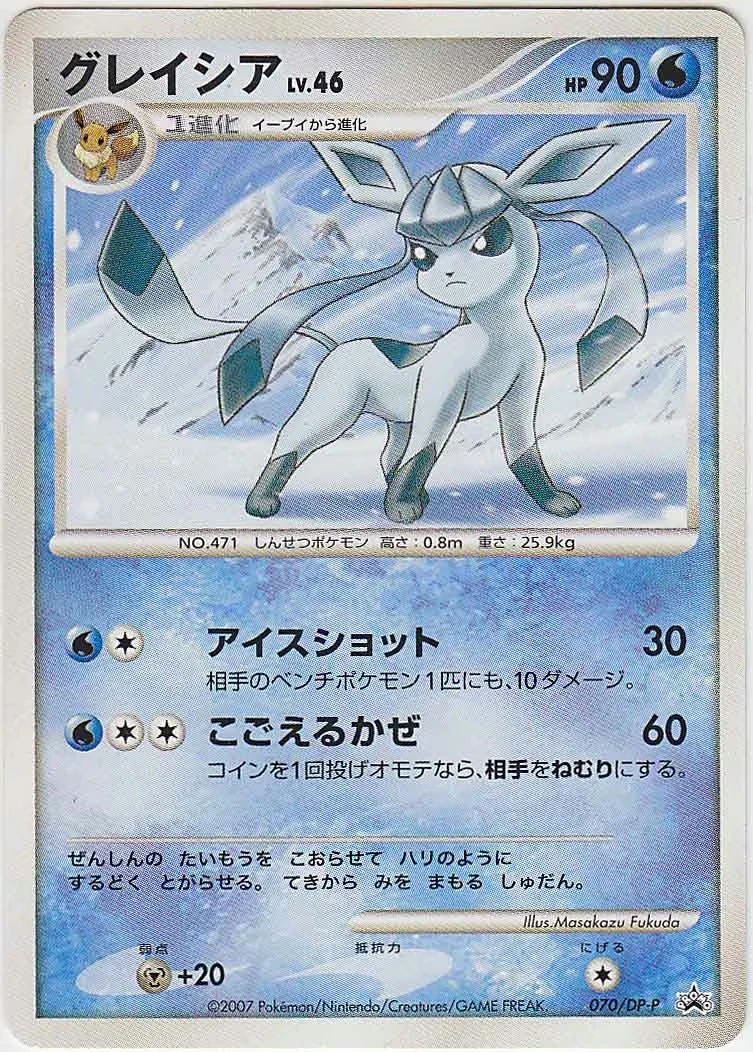 グレイシア LV.46 HP 90
1進化 イーブイから進化
NO.471 しんせつポケモン 高さ:0.8m 重さ:25.9kg
アイスショット 30
相手のベンチポケモン1匹にも、10ダメージ。
こごえるかぜ 60
コインを1回投げオモテなら、相手をねむりにする。
ぜんしんの たいもうを こおらせて ハリのように
するどく とがらせる。 てきから みを まもる しゅだん。
Illus.Masakazu Fukuda
弱点 抵抗力 にげる
+20
©2007 Pokémon/Nintendo/Creatures/GAME FREAK. 070/DP-P